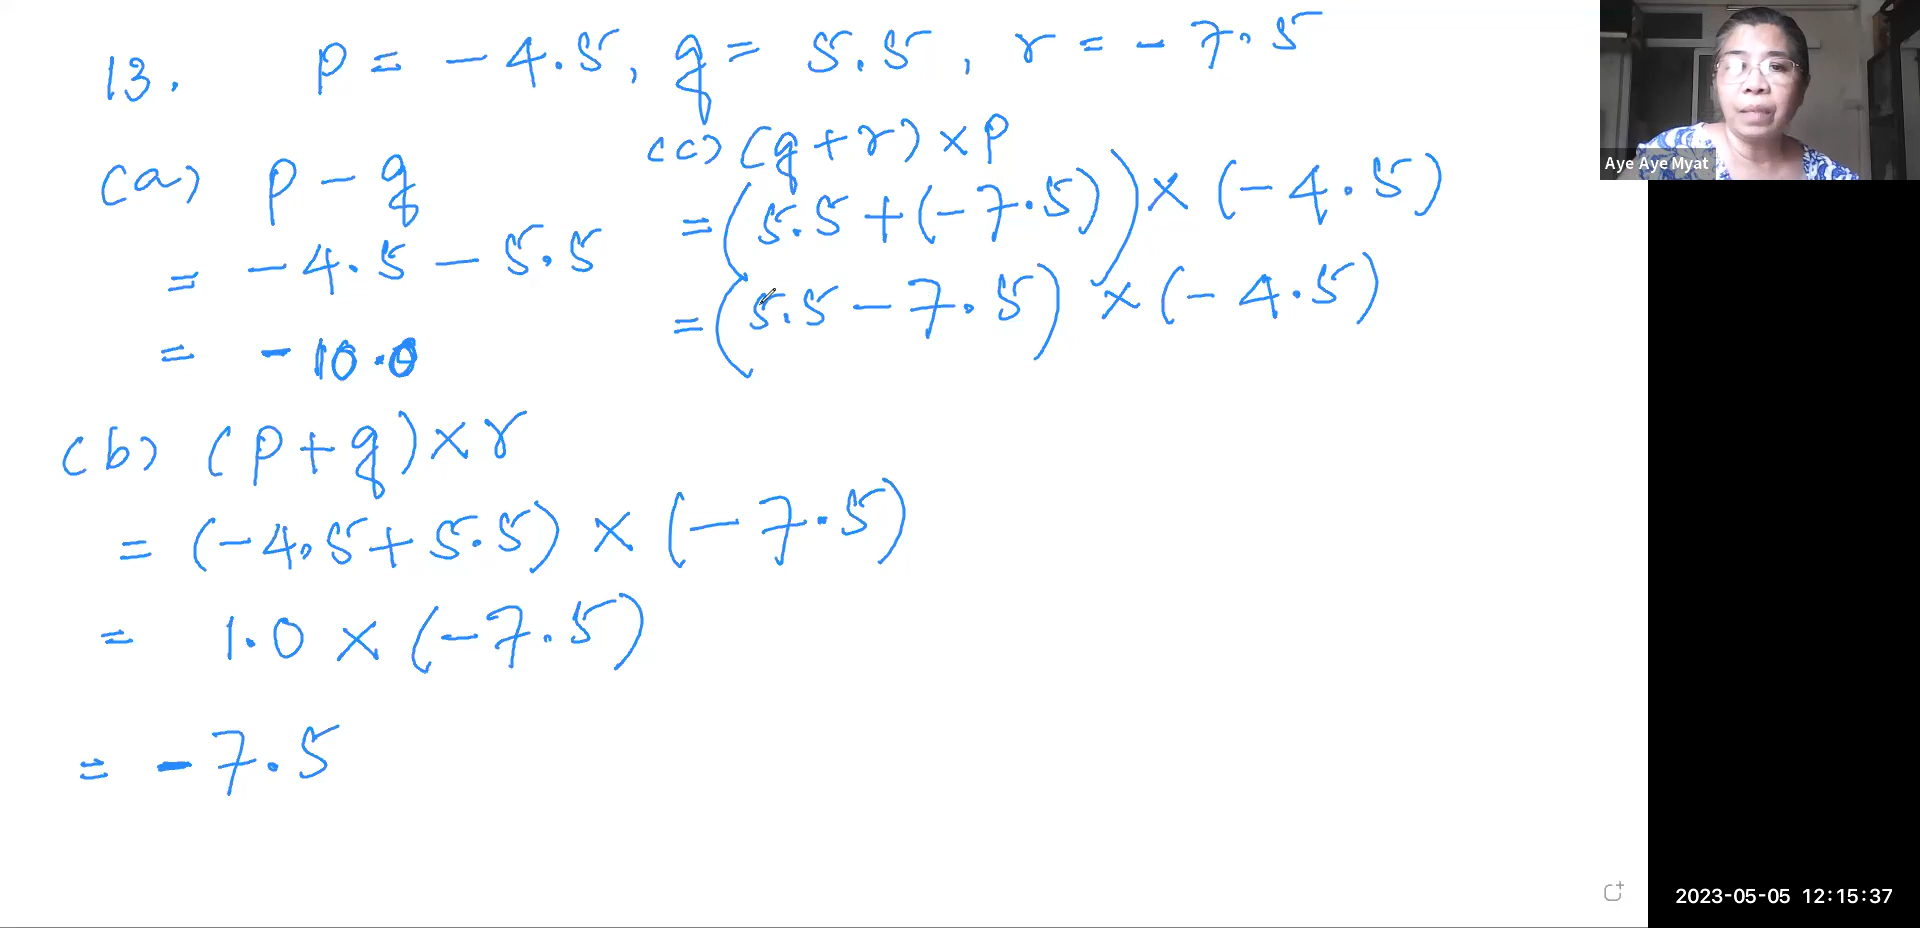 13. p = - 4.5, q = 5.5, r = - 7.5
(a) p - q
= - 4.5 - 5.5
= - 10.0
(b) (p + q) × r
= (- 4.5 + 5.5) × (- 7.5)
= 1.0 × (- 7.5)
= - 7.5
(c) (q + r) × p
= (5.5 + (- 7.5)) × (- 4.5)
= (5.5 - 7.5) × (- 4.5)
Aye Aye Myat
2023-05-05 12:15:37